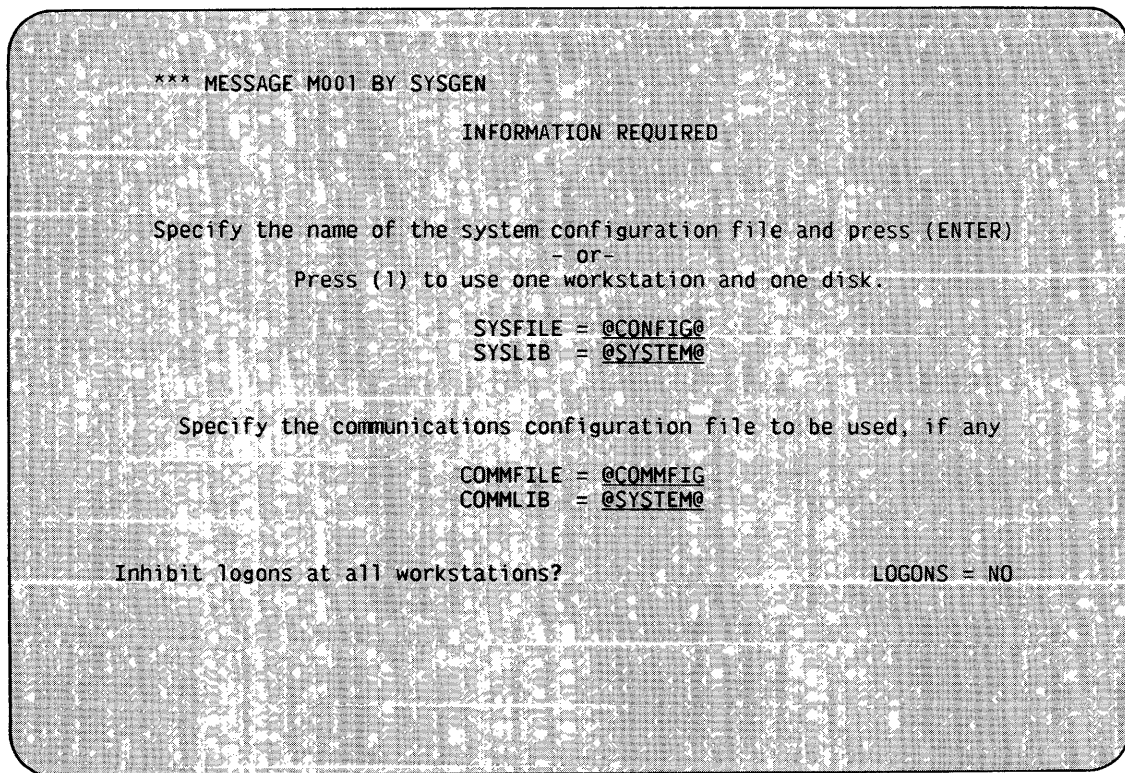 *** MESSAGE M001 BY SYSGEN
INFORMATION REQUIRED
Specify the name of the system configuration file and press (ENTER)
- or-
Press (1) to use one workstation and one disk.
SYSFILE = @CONFIG@
SYSLIB = @SYSTEM@
Specify the communications configuration file to be used, if any
COMMFILE = @COMMFIG
COMMLIB = @SYSTEM@
Inhibit logons at all workstations? LOGONS = NO